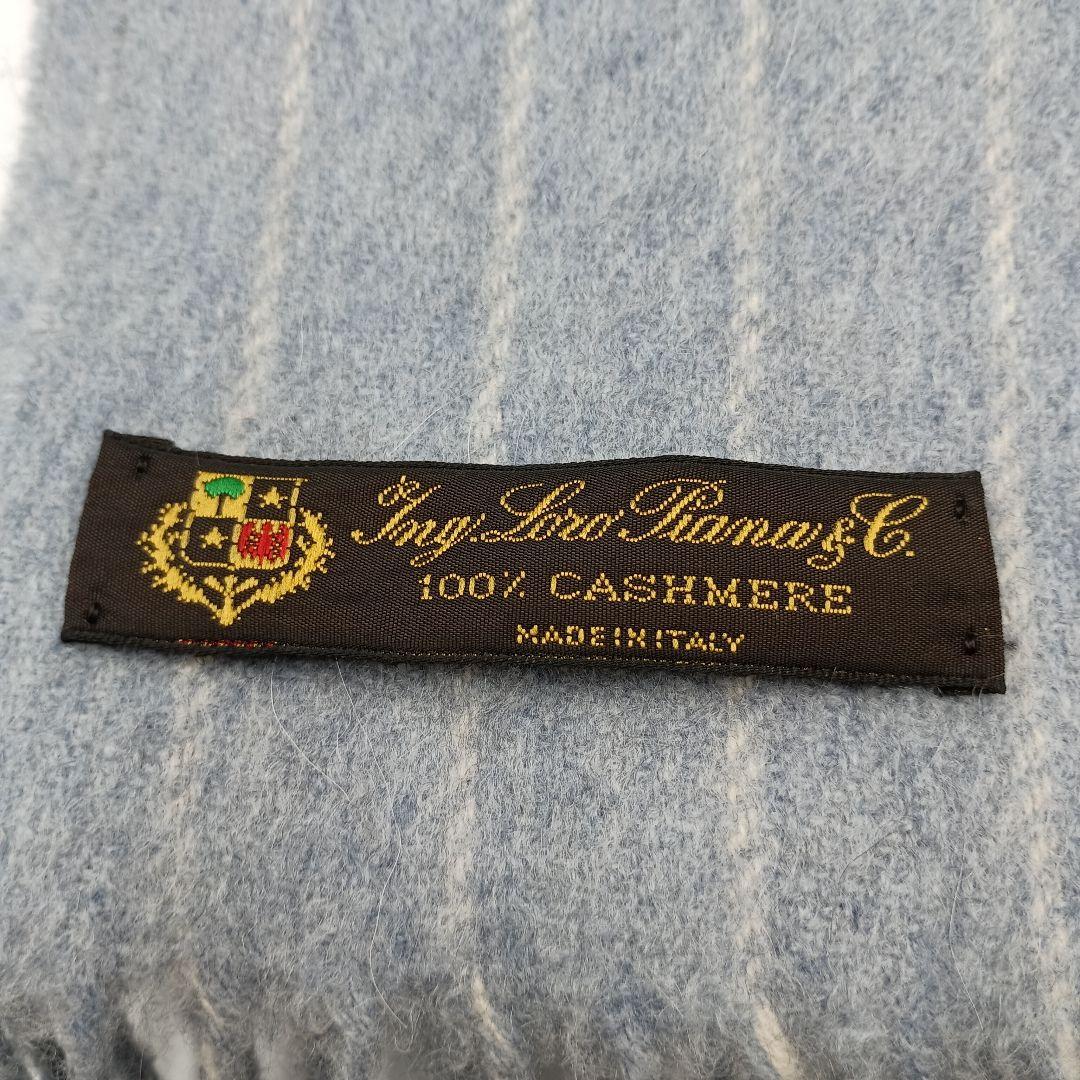 Ing. Loro Piana & C.
100% CASHMERE
MADE IN ITALY